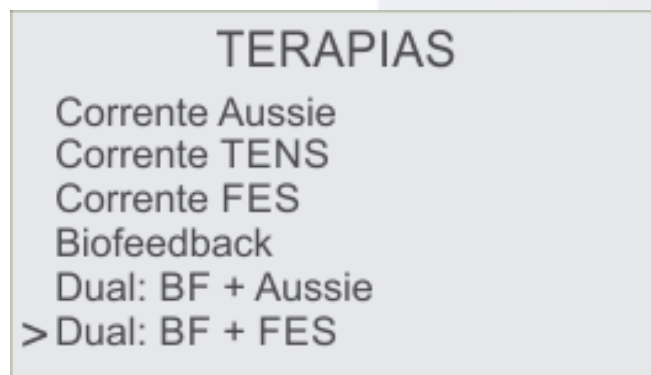 TERAPIAS
Corrente Aussie
Corrente TENS
Corrente FES
Biofeedback
Dual: BF + Aussie
> Dual: BF + FES